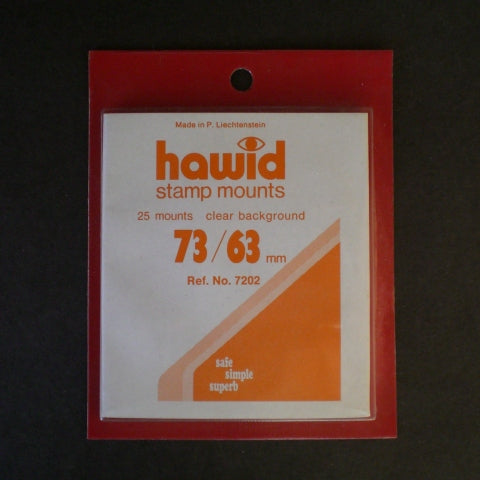 Made in P. Liechtenstein
hawid
stamp mounts
25 mounts clear background
73/63 mm
Ref. No. 7202
safe
simple
superb